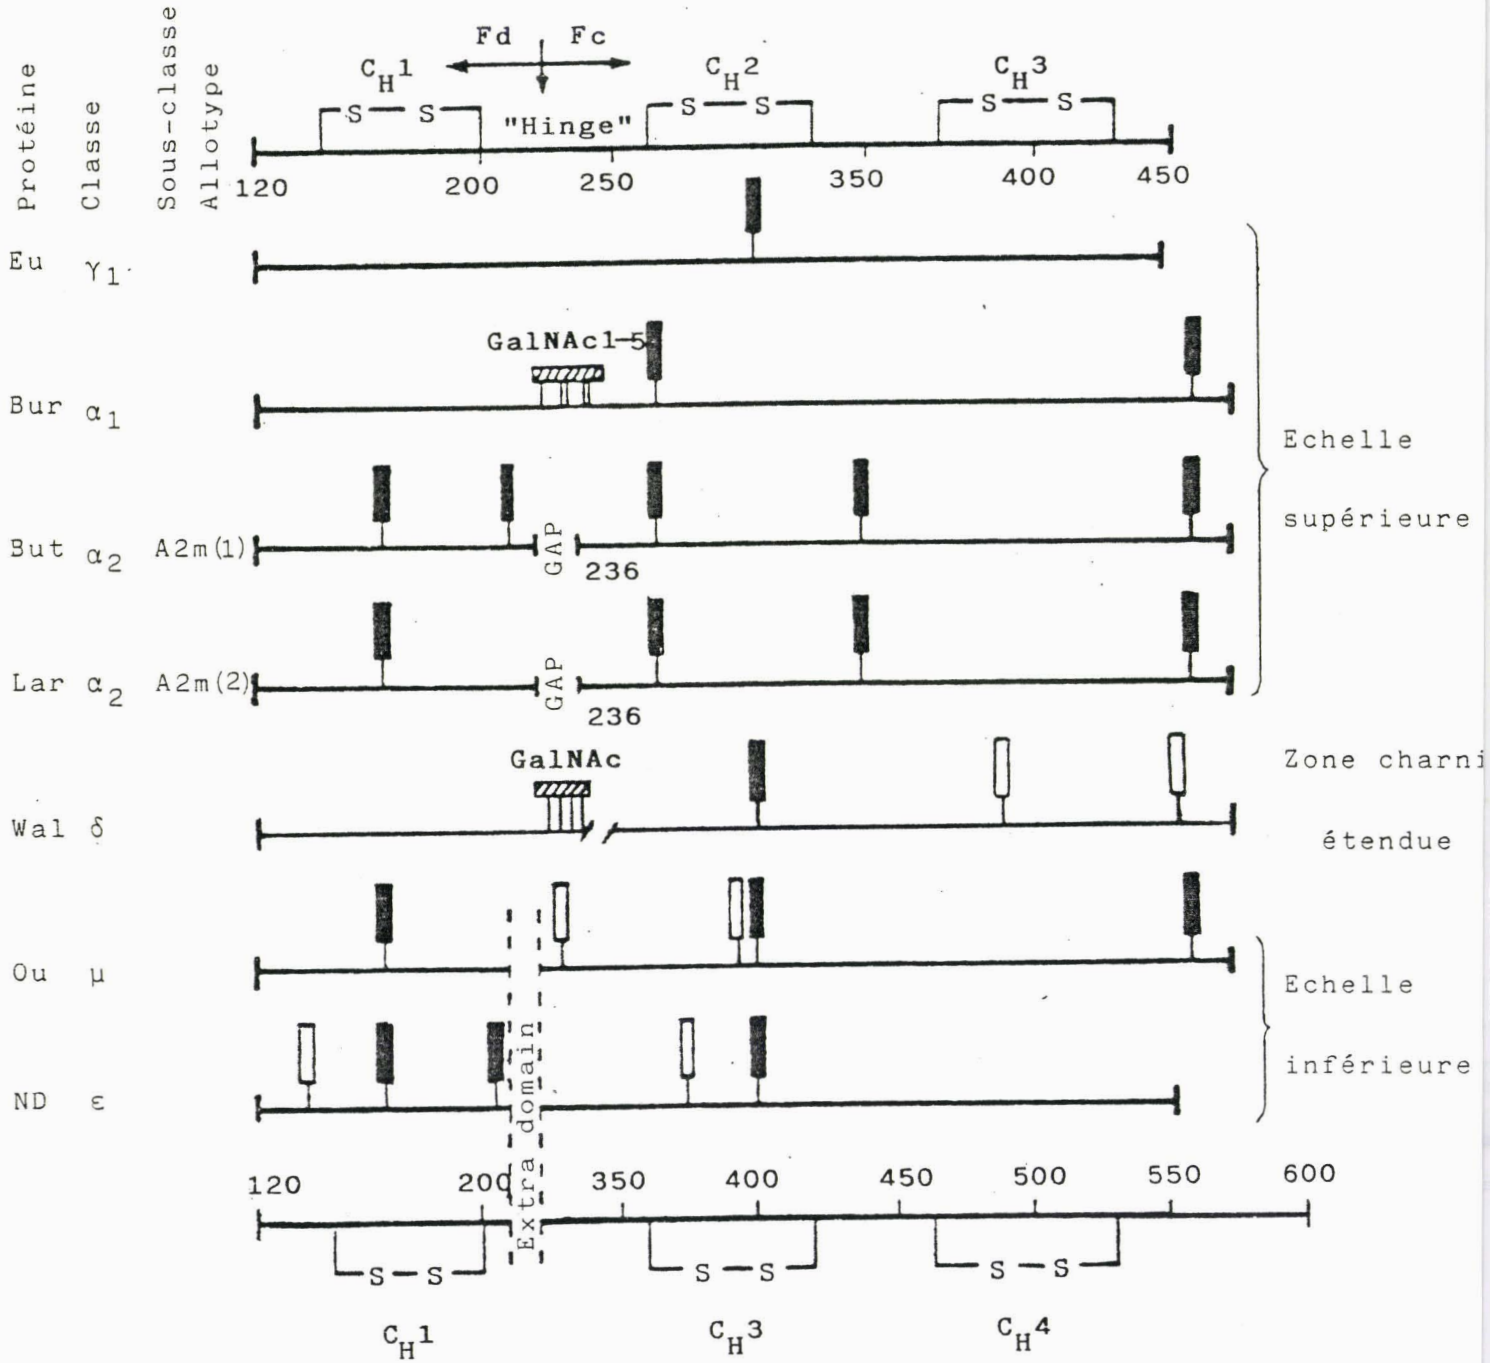 Protéine
Classe
Sous-classe
Allotype
Fd Fc
CH1 CH2 CH3
S—S S—S S—S
"Hinge"
120 200 250 350 400 450
Eu γ1
GalNAc1-5
Bur α1
Echelle
supérieure
But α2 A2m(1) GAP
236
Lar α2 A2m(2) GAP
236
GalNAc
Zone charni
étendue
Wal δ
Ou μ
Echelle
inférieure
ND ε
Extra domain
120 200 350 400 450 500 550 600
S—S S—S S—S
CH1 CH3 CH4